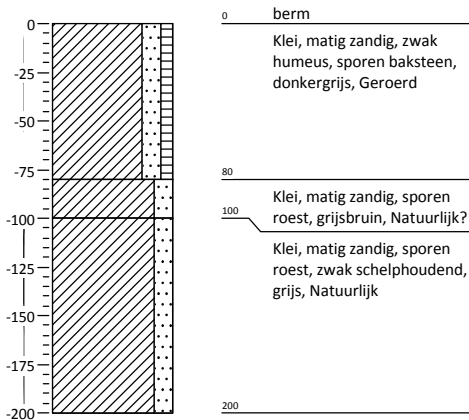 0
-25
-50
-75
-100
-125
-150
-175
-200
0
berm
Klei, matig zandig, zwak
humeus, sporen baksteen,
donkergrijs, Geroerd
80
Klei, matig zandig, sporen
roest, grijsbruin, Natuurlijk?
100
Klei, matig zandig, sporen
roest, zwak schelphoudend,
grijs, Natuurlijk
200